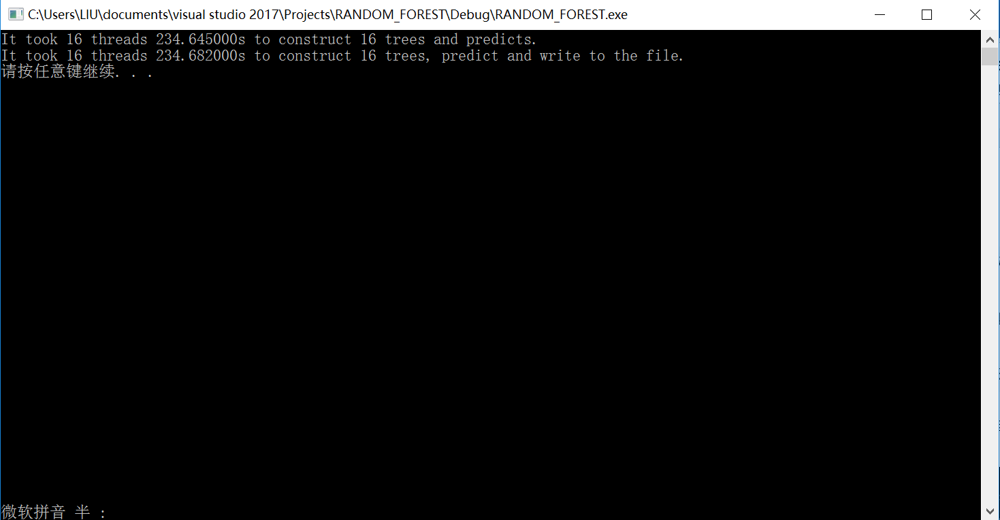 C:\Users\LIU\documents\visual studio 2017\Projects\RANDOM_FOREST\Debug\RANDOM_FOREST.exe
It took 16 threads 234.645000s to construct 16 trees and predicts.
It took 16 threads 234.682000s to construct 16 trees, predict and write to the file.
请按任意键继续. . .
微软拼音 半 :